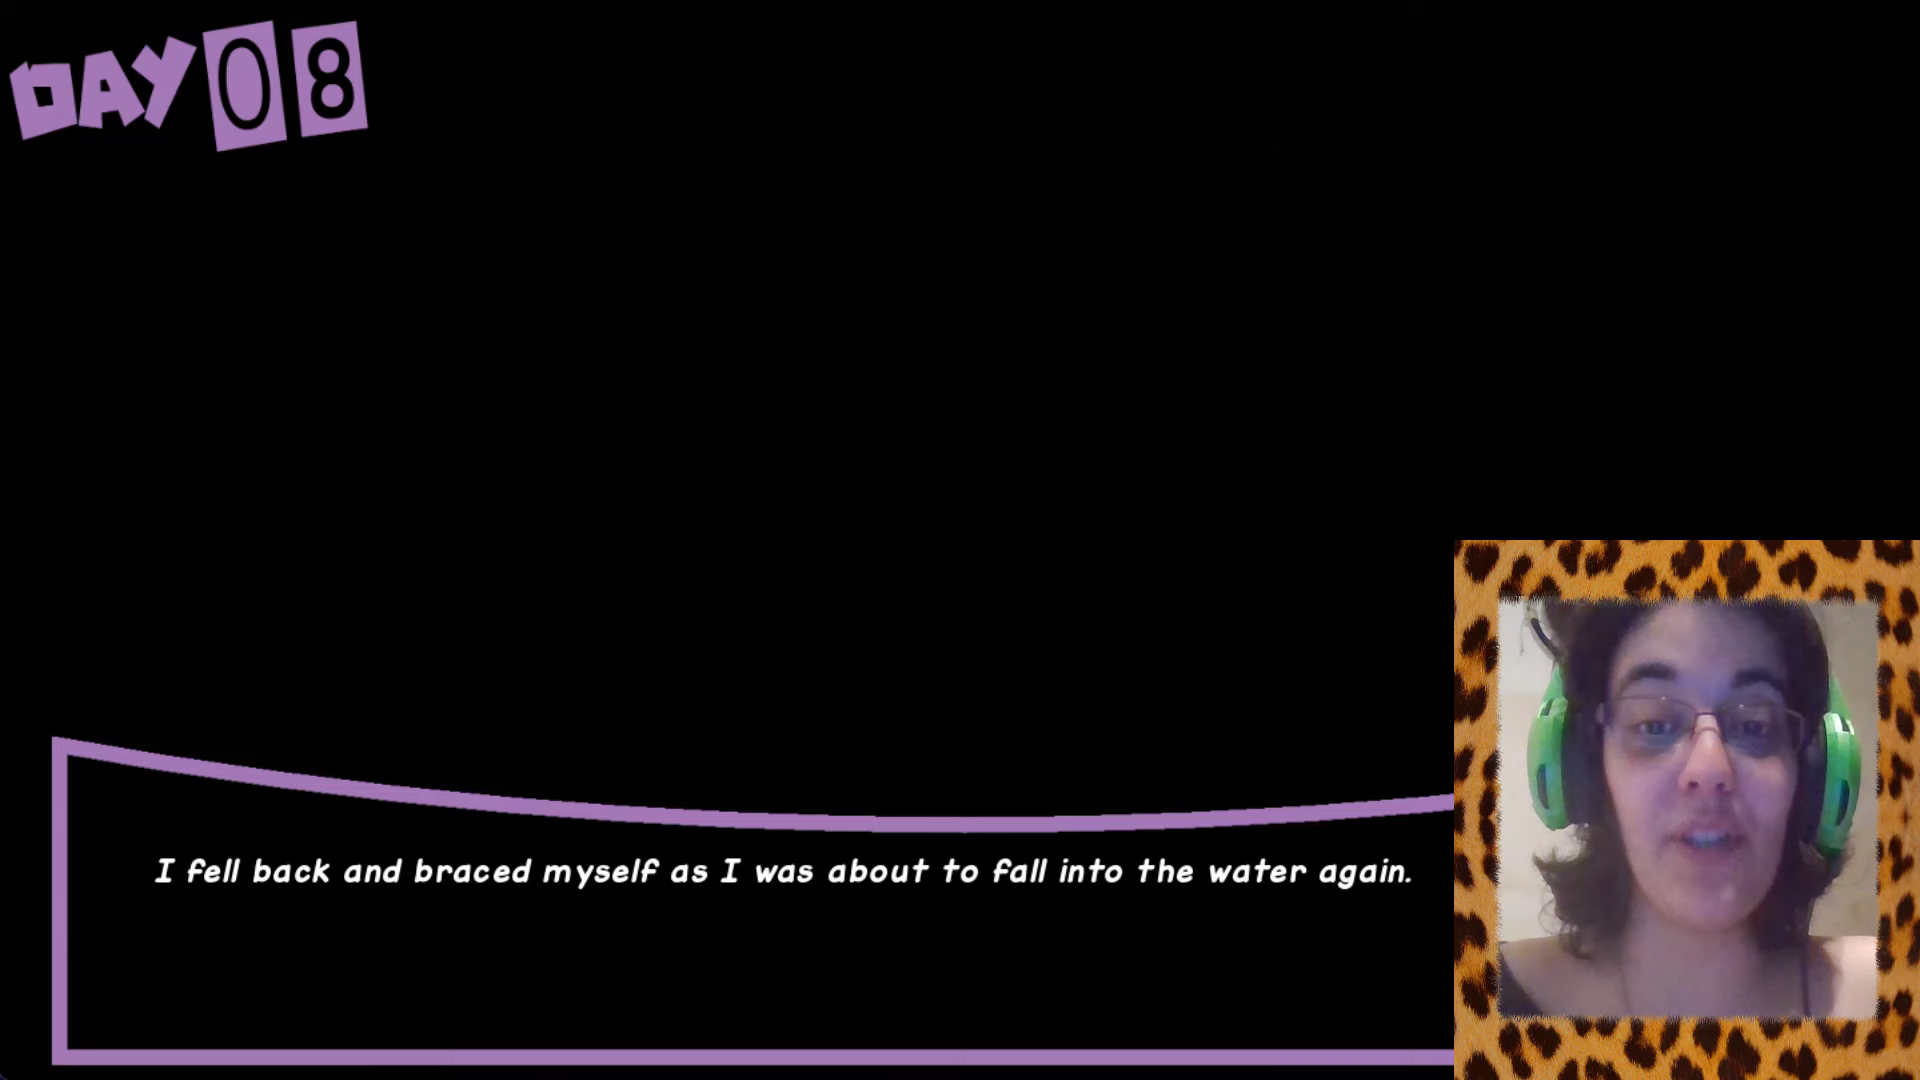 DAY 08
I fell back and braced myself as I was about to fall into the water again.